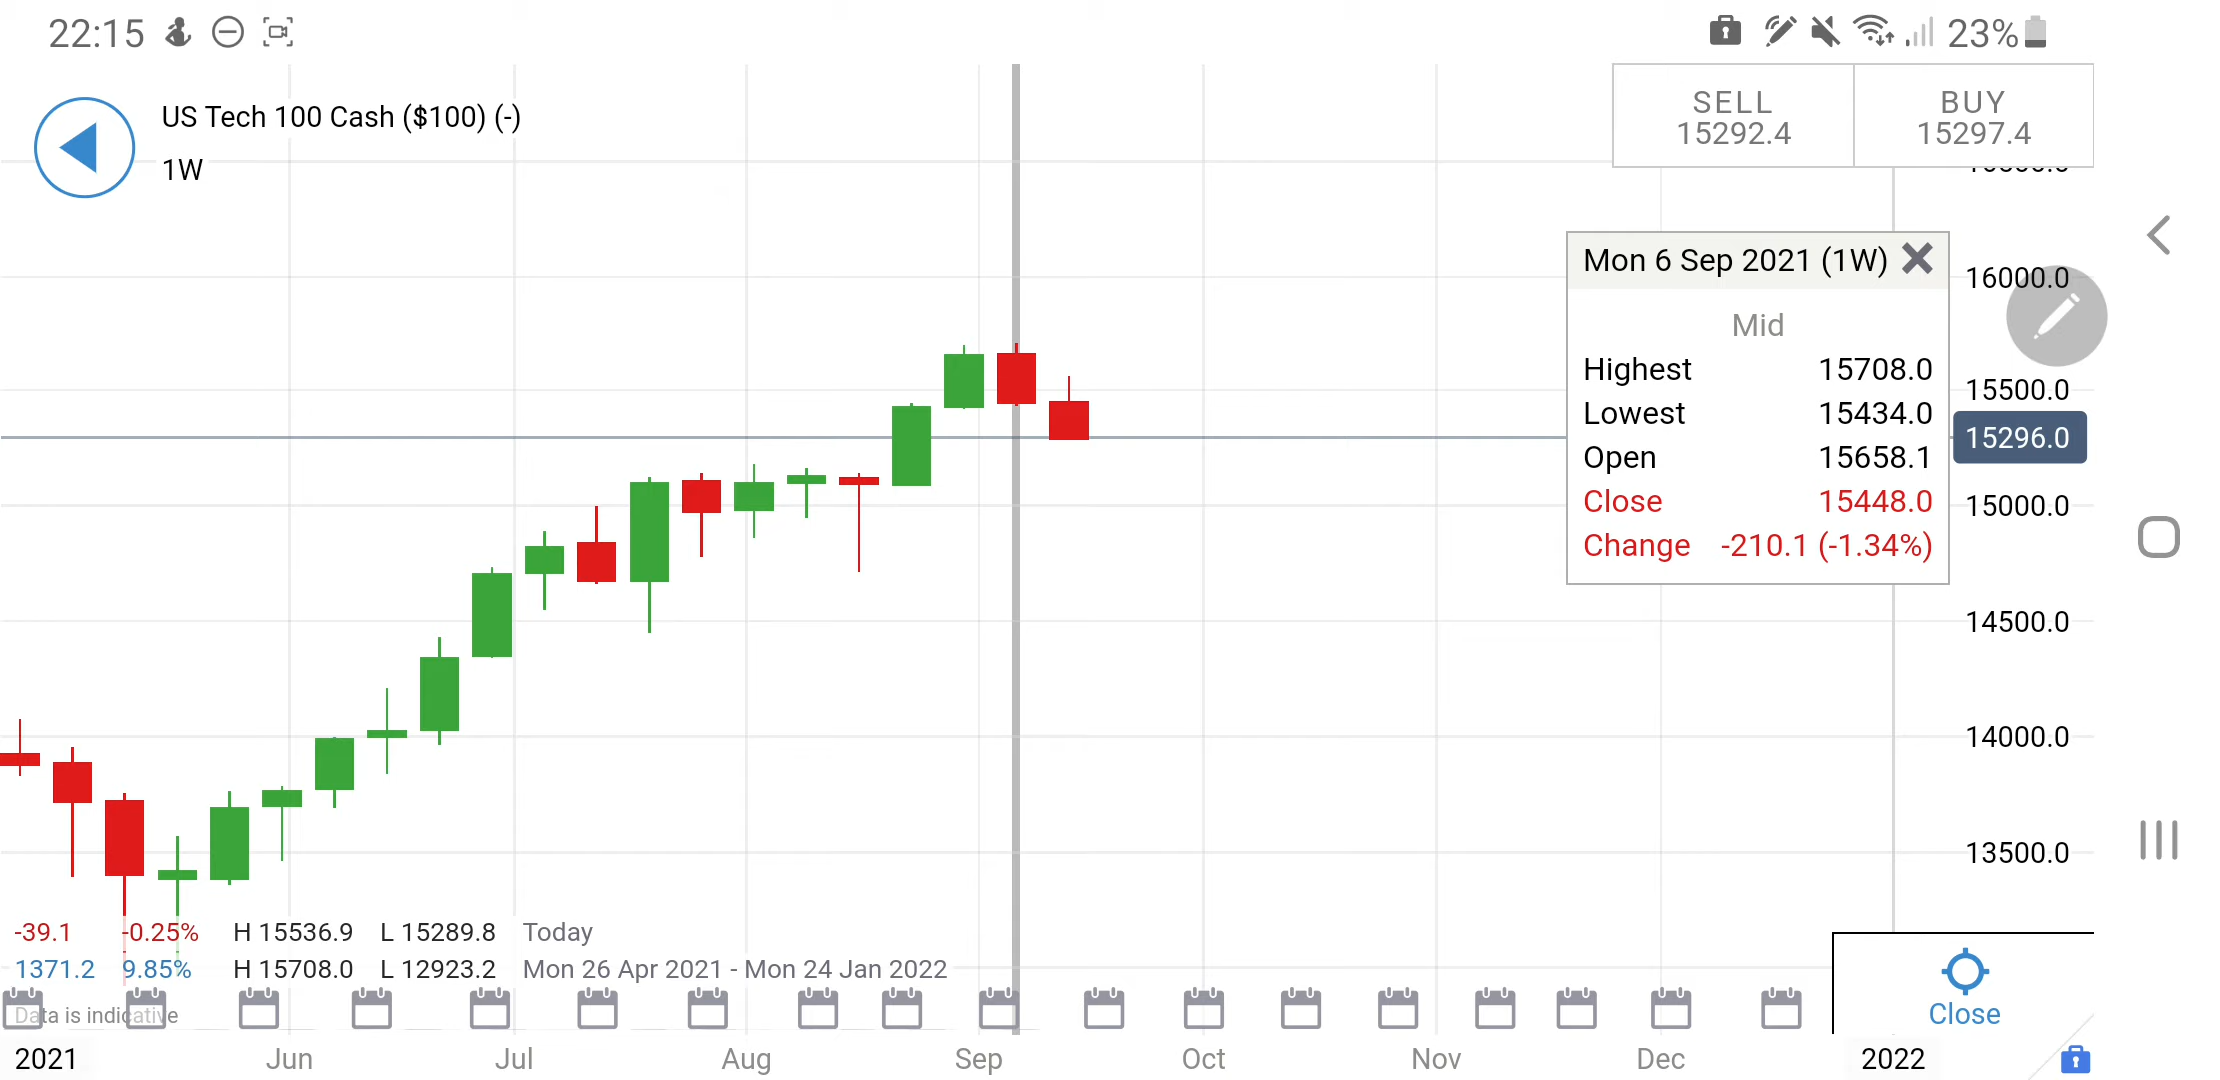 22:15
23%
US Tech 100 Cash ($100) (-)
1W
SELL
15292.4
BUY
15297.4
Mon 6 Sep 2021 (1W)
Mid
Highest 15708.0
Lowest 15434.0
Open 15658.1
Close 15448.0
Change -210.1 (-1.34%)
16000.0
15500.0
15296.0
15000.0
14500.0
14000.0
13500.0
-39.1 -0.25% H 15536.9 L 15289.8 Today
1371.2 9.85% H 15708.0 L 12923.2 Mon 26 Apr 2021 - Mon 24 Jan 2022
Data is indicative
Close
2021 Jun Jul Aug Sep Oct Nov Dec 2022